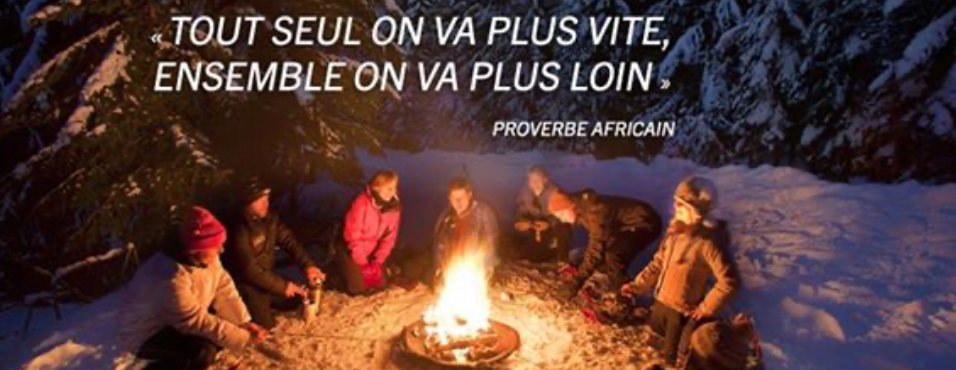 « TOUT SEUL ON VA PLUS VITE,
ENSEMBLE ON VA PLUS LOIN »
PROVERBE AFRICAIN